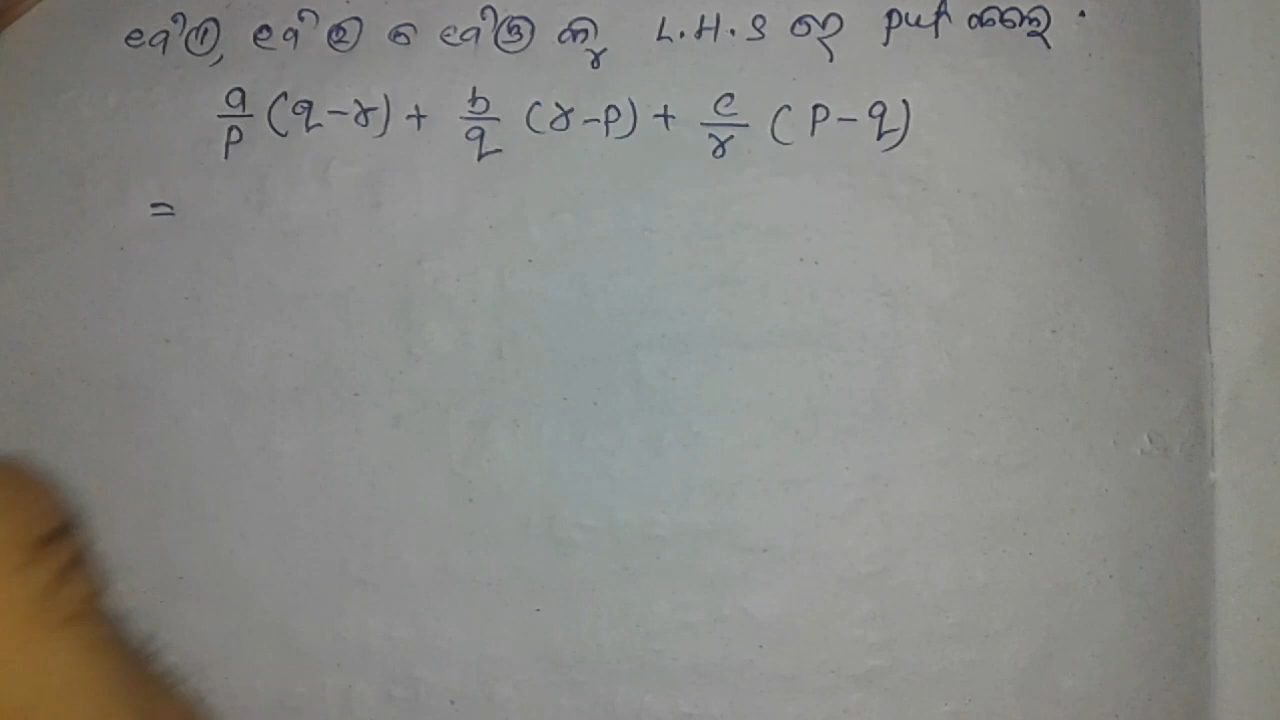 eqⁿ①, eqⁿ② ଓ eqⁿ③ କୁ L.H.S ରେ put କଲେ.
a/p (q-r) + b/q (r-p) + c/r (p-q)
=